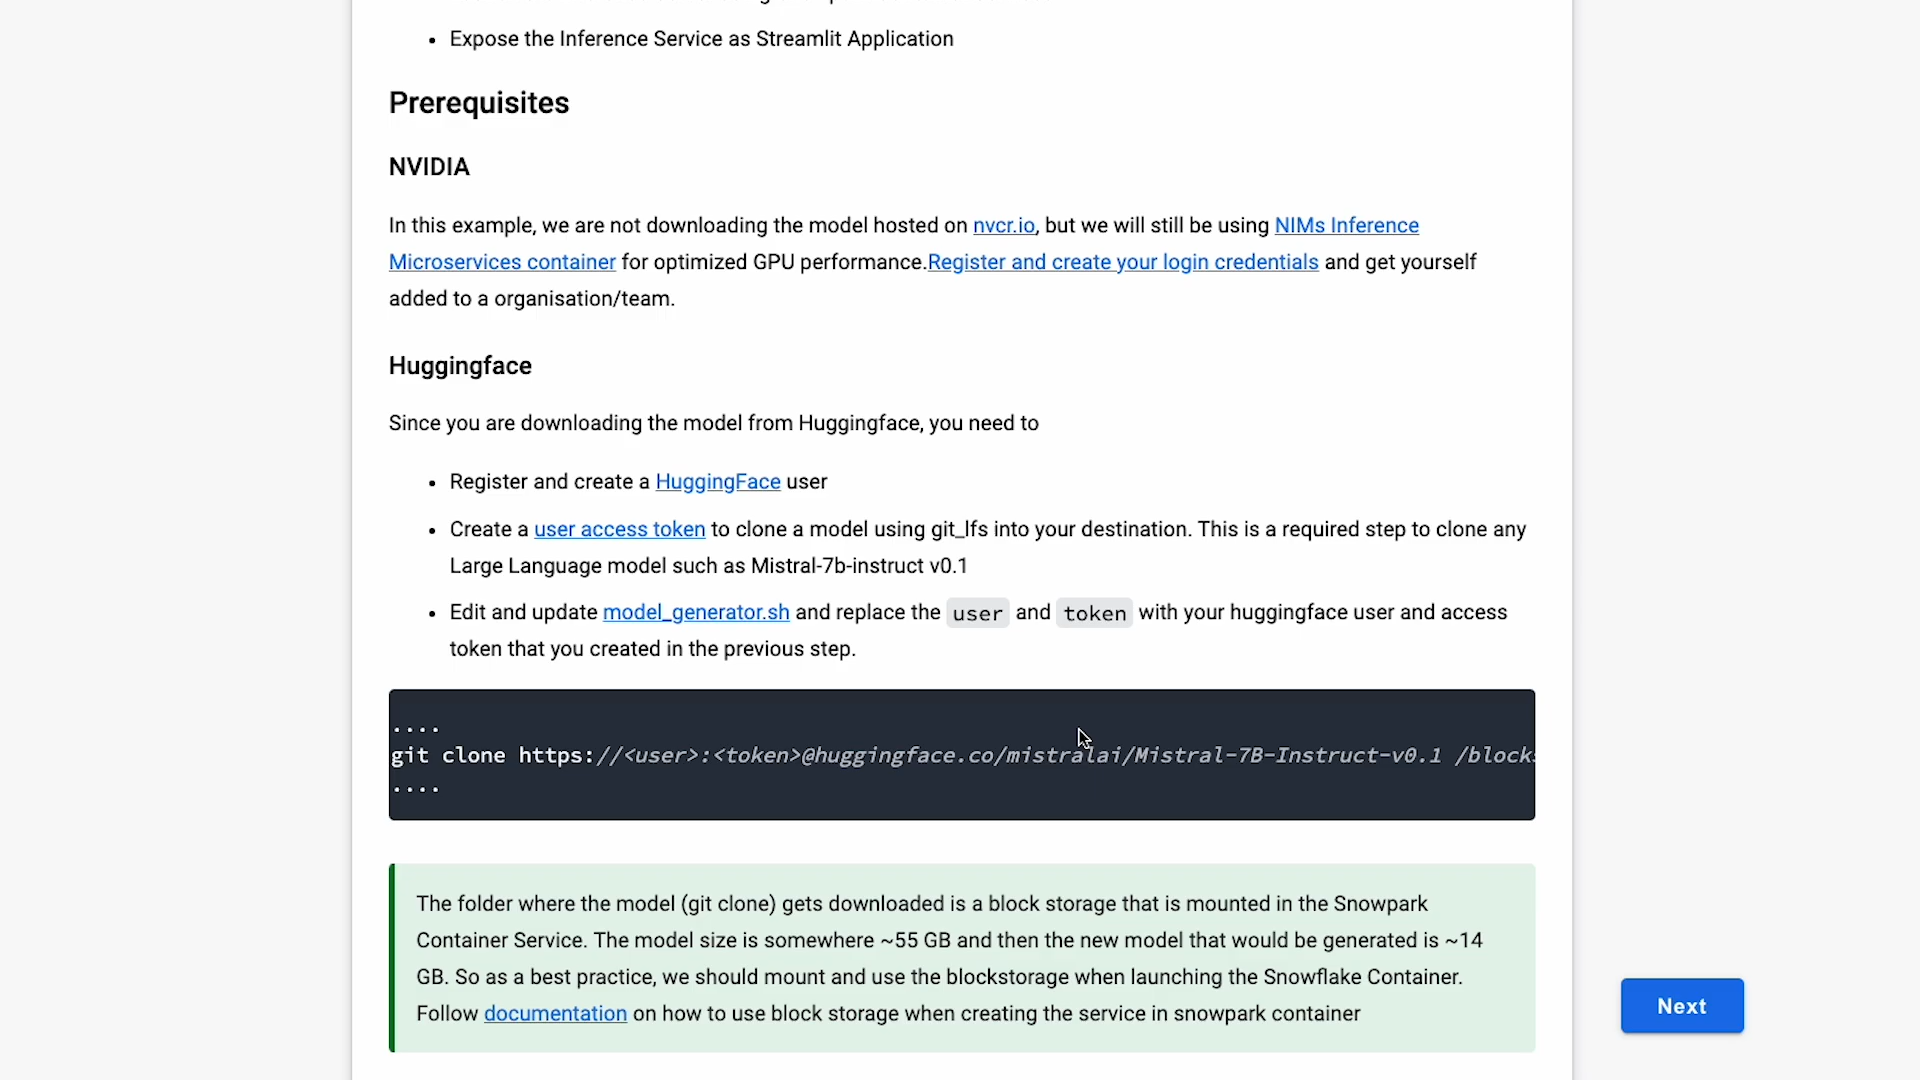 • Expose the Inference Service as Streamlit Application
Prerequisites
NVIDIA
In this example, we are not downloading the model hosted on nvcr.io, but we will still be using NIMs Inference
Microservices container for optimized GPU performance.Register and create your login credentials and get yourself
added to a organisation/team.
Huggingface
Since you are downloading the model from Huggingface, you need to
• Register and create a HuggingFace user
• Create a user access token to clone a model using git_lfs into your destination. This is a required step to clone any
Large Language model such as Mistral-7b-instruct v0.1
• Edit and update model_generator.sh and replace the user and token with your huggingface user and access
token that you created in the previous step.
....
git clone https://<user>:<token>@huggingface.co/mistralai/Mistral-7B-Instruct-v0.1 /block
....
The folder where the model (git clone) gets downloaded is a block storage that is mounted in the Snowpark
Container Service. The model size is somewhere ~55 GB and then the new model that would be generated is ~14
GB. So as a best practice, we should mount and use the blockstorage when launching the Snowflake Container.
Follow documentation on how to use block storage when creating the service in snowpark container
Next